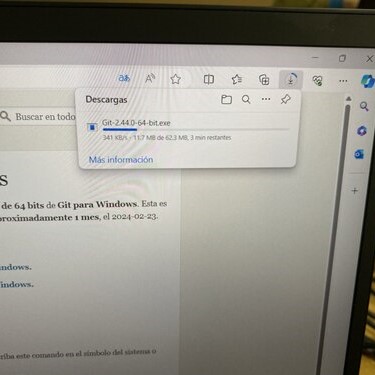 Descargas
Git-2.44.0-64-bit.exe
341 KB/s - 11.7 MB de 62.3 MB, 3 min restantes
Más información
Buscar en todo
s
de 64 bits de Git para Windows. Esta es
proximadamente 1 mes, el 2024-02-23.
indows.
indows.
riba este comando en el símbolo del sistema o